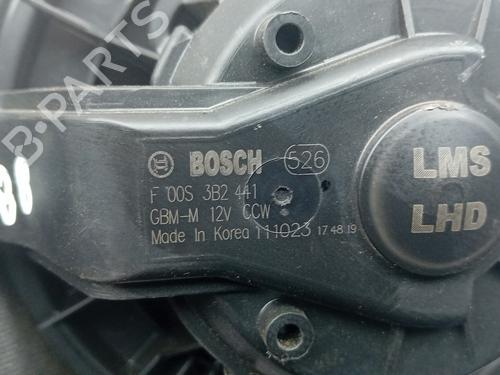 B-PARTS
BOSCH 526
F 00S 3B2 441
GBM-M 12V CCW
Made In Korea 111023 17 48 19
LMS
LHD